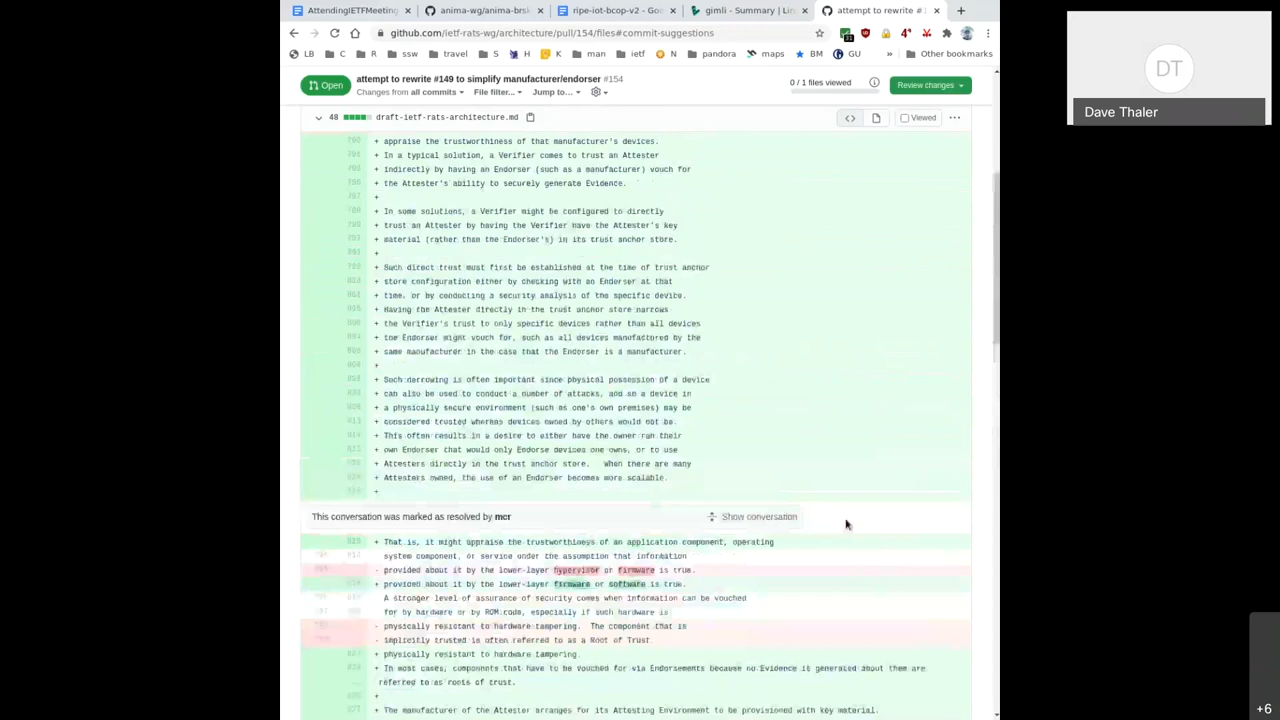 AttendingIETFMeeting
anima-wg/anima-brsk
ripe-iot-bcop-v2 - Goo
gimli - Summary | Lin
attempt to rewrite #1
github.com/ietf-rats-wg/architecture/pull/154/files#commit-suggestions
LB C R ssw travel S H K man ietf N pandora maps BM GU Other bookmarks
Open
attempt to rewrite #149 to simplify manufacturer/endorser #154
Changes from all commits File filter... Jump to...
0 / 1 files viewed
Review changes
48 draft-ietf-rats-architecture.md
Viewed
+ appraise the trustworthiness of that manufacturer's devices.
+ In a typical solution, a Verifier comes to trust an Attester
+ indirectly by having an Endorser (such as a manufacturer) vouch for
+ the Attester's ability to securely generate Evidence.
+
+ In some solutions, a Verifier might be configured to directly
+ trust an Attester by having the Verifier have the Attester's key
+ material (rather than the Endorser's) in its trust anchor store.
+
+ Such direct trust must first be established at the time of trust anchor
+ store configuration either by checking with an Endorser at that
+ time, or by conducting a security analysis of the specific device.
+ Having the Attester directly in the trust anchor store narrows
+ the Verifier's trust to only specific devices rather than all devices
+ the Endorser might vouch for, such as all devices manufactured by the
+ same manufacturer in the case that the Endorser is a manufacturer.
+
+ Such narrowing is often important since physical possession of a device
+ can also be used to conduct a number of attacks, and so a device in
+ a physically secure environment (such as one's own premises) may be
+ considered trusted whereas devices owned by others would not be.
+ This often results in a desire to either have the owner run their
+ own Endorser that would only Endorse devices one owns, or to use
+ Attesters directly in the trust anchor store. When there are many
+ Attesters owned, the use of an Endorser becomes more scalable.
+
This conversation was marked as resolved by mcr
Show conversation
+ That is, it might appraise the trustworthiness of an application component, operating
system component, or service under the assumption that information
- provided about it by the lower-layer hypervisor or firmware is true.
+ provided about it by the lower-layer firmware or software is true.
A stronger level of assurance of security comes when information can be vouched
for by hardware or by ROM code, especially if such hardware is
- physically resistant to hardware tampering. The component that is
- implicitly trusted is often referred to as a Root of Trust.
+ physically resistant to hardware tampering.
+ In most cases, components that have to be vouched for via Endorsements because no Evidence is generated about them are
referred to as roots of trust.
+
+ The manufacturer of the Attester arranges for its Attesting Environment to be provisioned with key material.
DT
Dave Thaler
+6